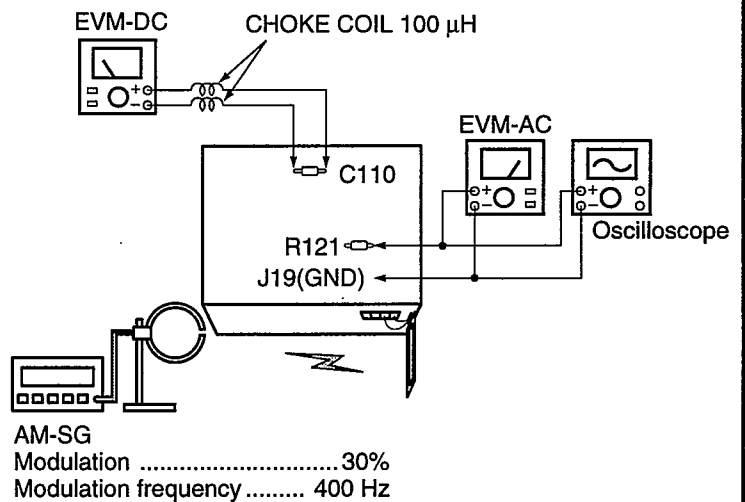 EVM-DC
CHOKE COIL 100 µH
+
−
EVM-AC
C110
+
−
+
−
Oscilloscope
R121
J19(GND)
AM-SG
Modulation ..............................30%
Modulation frequency ......... 400 Hz